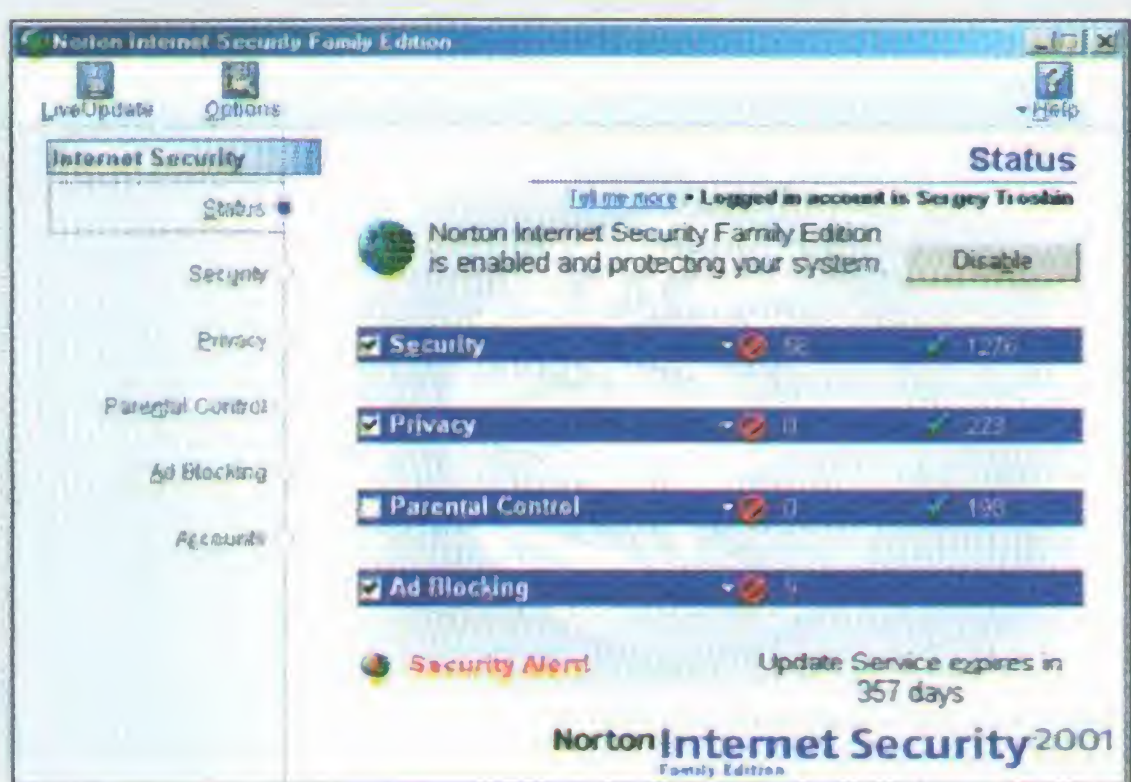 Norton Internet Security Family Edition
LiveUpdate Options Help
Internet Security
Status
Security
Privacy
Parental Control
Ad Blocking
Accounts
Status
Tell me more • Logged in account is Sergey Troshin
Norton Internet Security Family Edition
is enabled and protecting your system.
Disable
Security 1276
Privacy 0 223
Parental Control 0 198
Ad Blocking
Security Alert
Update Service expires in
357 days
Norton Internet Security 2001
Family Edition